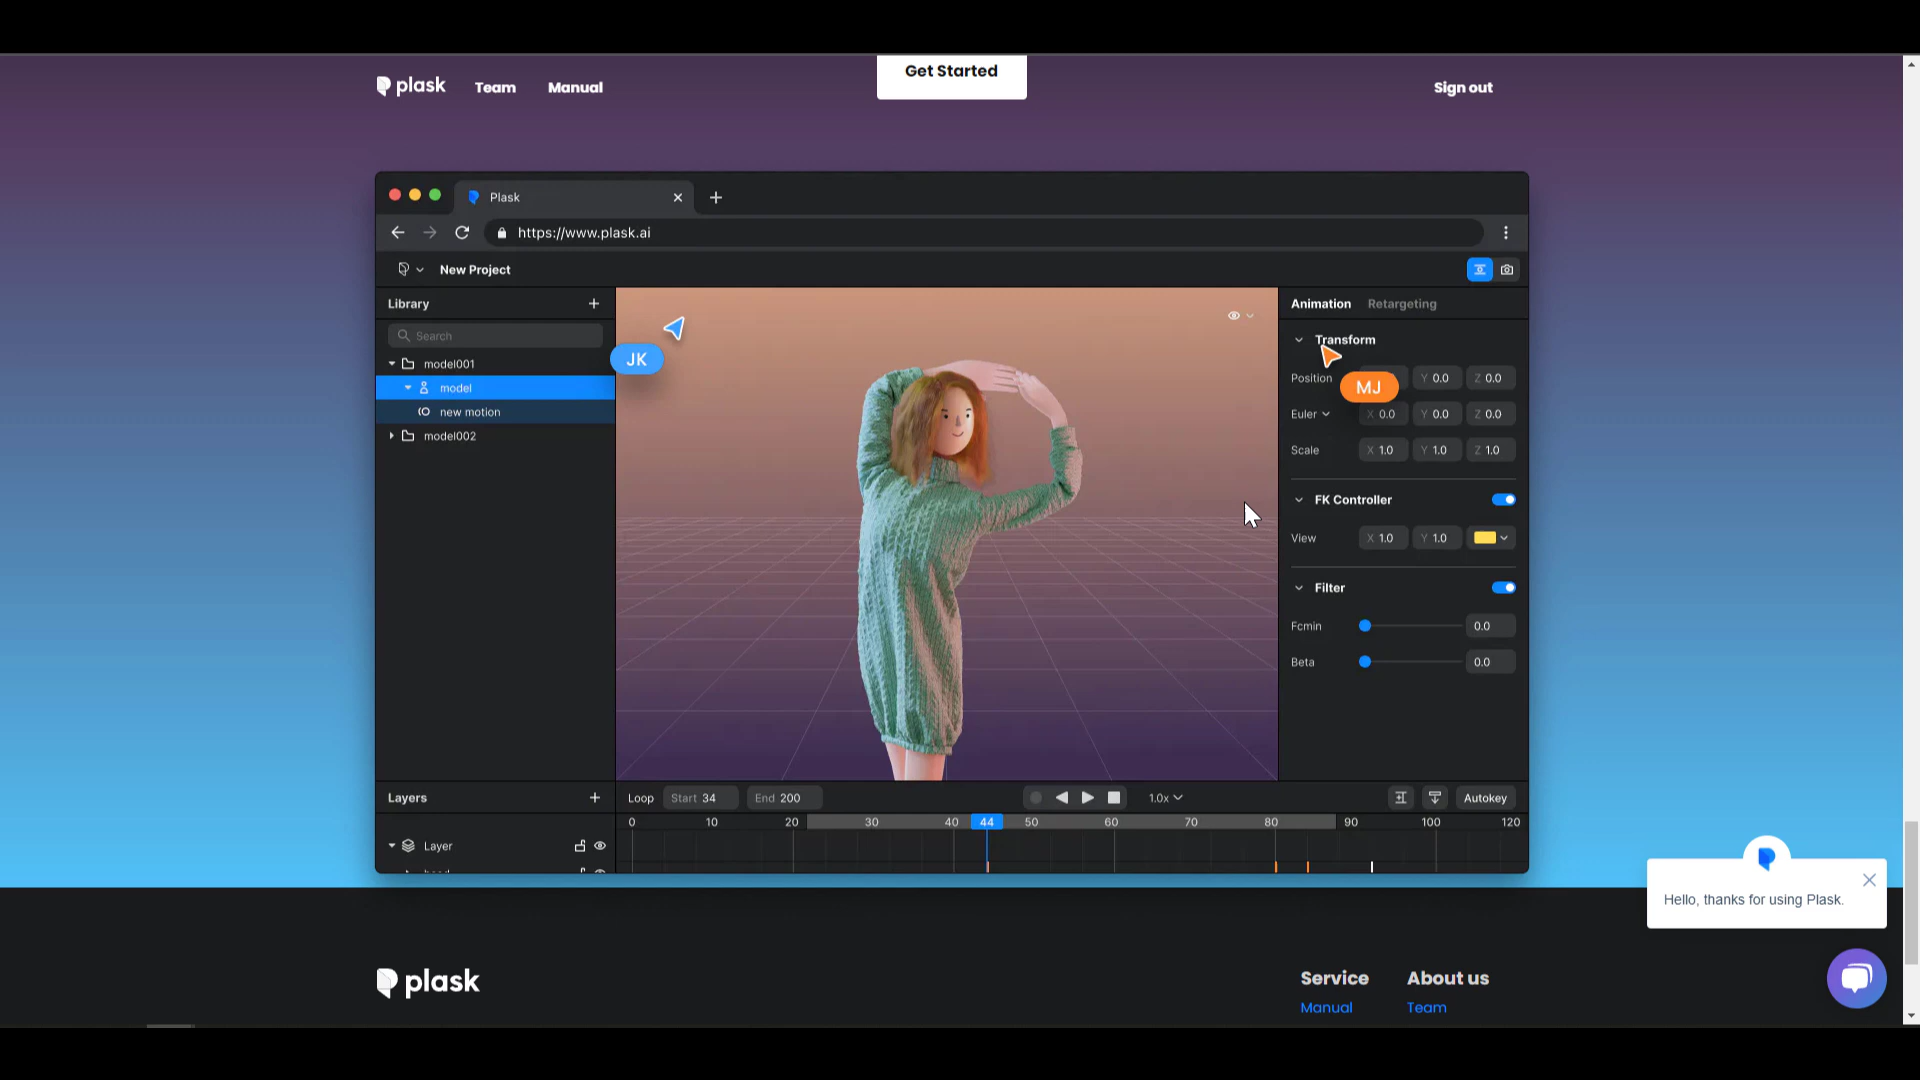 plask Team Manual Get Started Sign out
Plask
https://www.plask.ai
New Project
Library
Search
model001
model
new motion
model002
JK
MJ
Animation Retargeting
Transform
Position Y 0.0 Z 0.0
Euler X 0.0 Y 0.0 Z 0.0
Scale X 1.0 Y 1.0 Z 1.0
FK Controller
View X 1.0 Y 1.0
Filter
Fcmin 0.0
Beta 0.0
Layers
Loop Start 34 End 200 1.0x Autokey
0 10 20 30 40 44 50 60 70 80 90 100 120
Layer
Hello, thanks for using Plask.
plask
Service About us
Manual Team